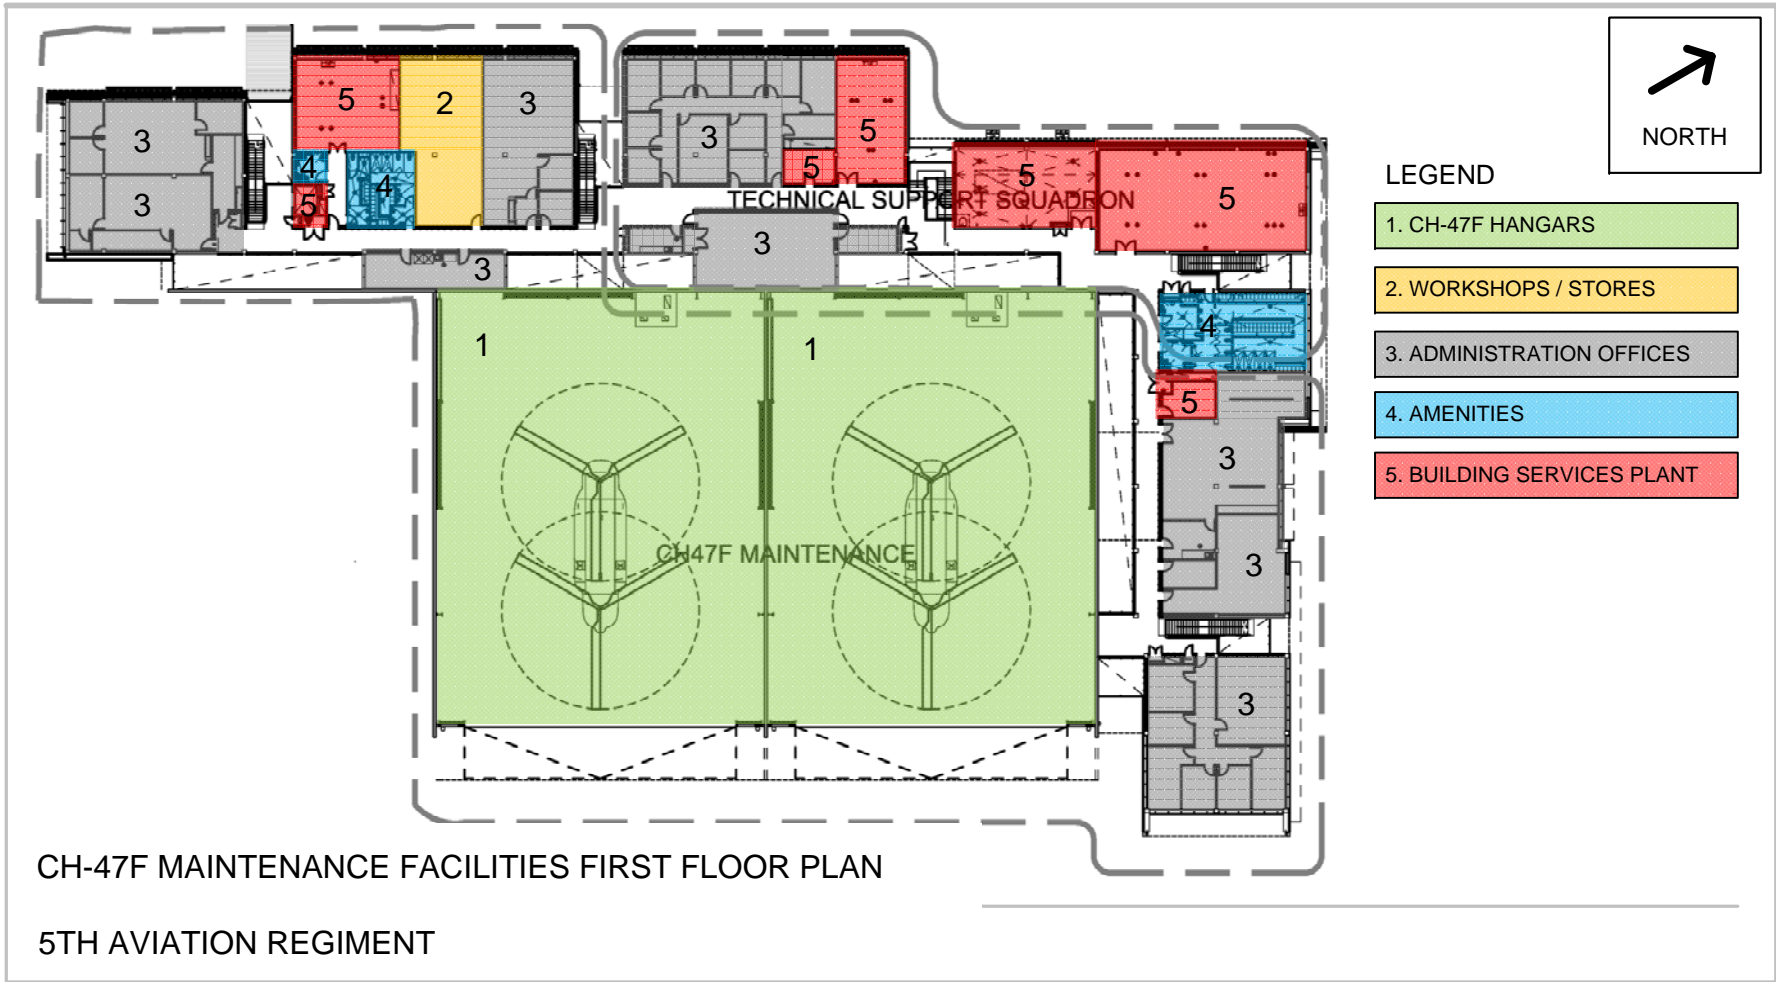 NORTH
LEGEND
1. CH-47F HANGARS
2. WORKSHOPS / STORES
3. ADMINISTRATION OFFICES
4. AMENITIES
5. BUILDING SERVICES PLANT
5
2
3
3
3
5
5
3
4
4
5
TECHNICAL SUPPORT SQUADRON
5
5
3
3
4
1
1
5
3
CH47F MAINTENANCE
3
3
CH-47F MAINTENANCE FACILITIES FIRST FLOOR PLAN
5TH AVIATION REGIMENT